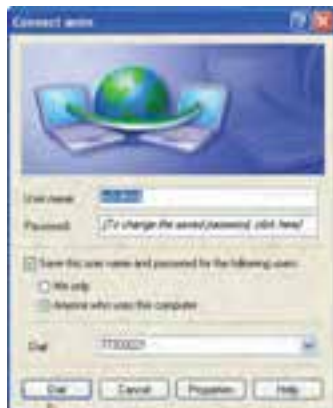 Connect
User name:
Password: [To change the saved password, click here]
Save this user name and password for the following users:
Me only
Anyone who uses this computer
Dial:
Dial Cancel Properties Help